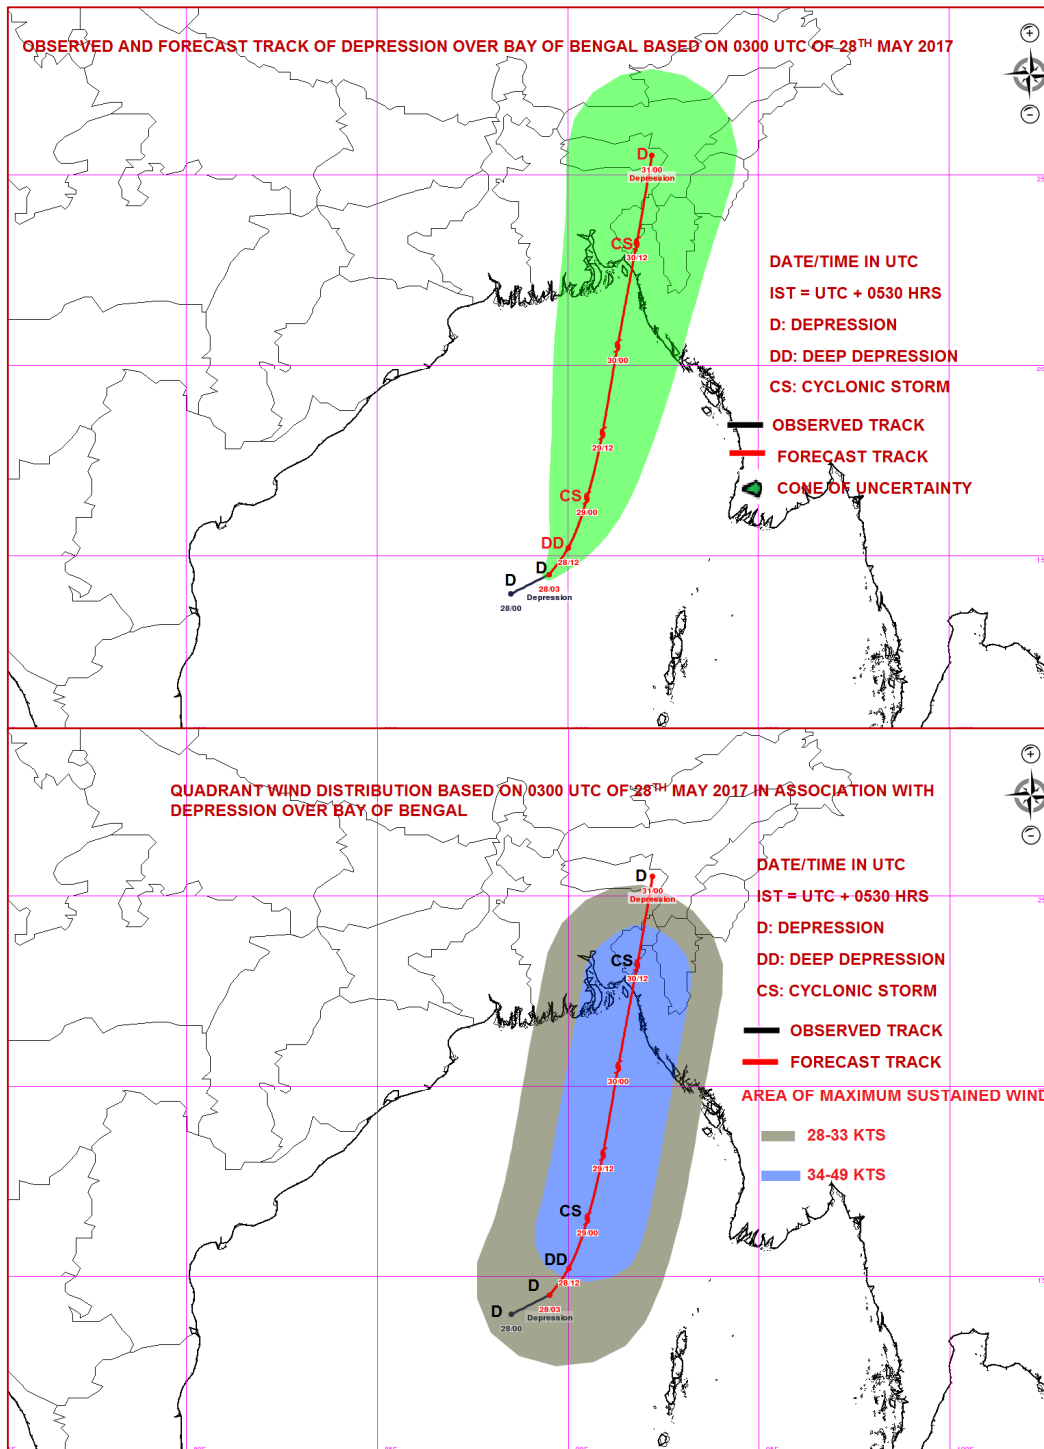 OBSERVED AND FORECAST TRACK OF DEPRESSION OVER BAY OF BENGAL BASED ON 0300 UTC OF 28TH MAY 2017
D
31/00
Depression
25
CS
30/12
DATE/TIME IN UTC
IST = UTC + 0530 HRS
D: DEPRESSION
DD: DEEP DEPRESSION
CS: CYCLONIC STORM
30/00
20
OBSERVED TRACK
FORECAST TRACK
CONE OF UNCERTAINTY
29/12
CS
29/00
DD
28/12
15
D
28/03
Depression
D
28/00
QUADRANT WIND DISTRIBUTION BASED ON 0300 UTC OF 28TH MAY 2017 IN ASSOCIATION WITH
DEPRESSION OVER BAY OF BENGAL
DATE/TIME IN UTC
IST = UTC + 0530 HRS
D: DEPRESSION
DD: DEEP DEPRESSION
CS: CYCLONIC STORM
OBSERVED TRACK
FORECAST TRACK
AREA OF MAXIMUM SUSTAINED WIND
28-33 KTS
34-49 KTS
D
31/00
Depression
CS
30/12
30/00
29/12
CS
29/00
DD
28/12
D
28/03
Depression
D
28/00